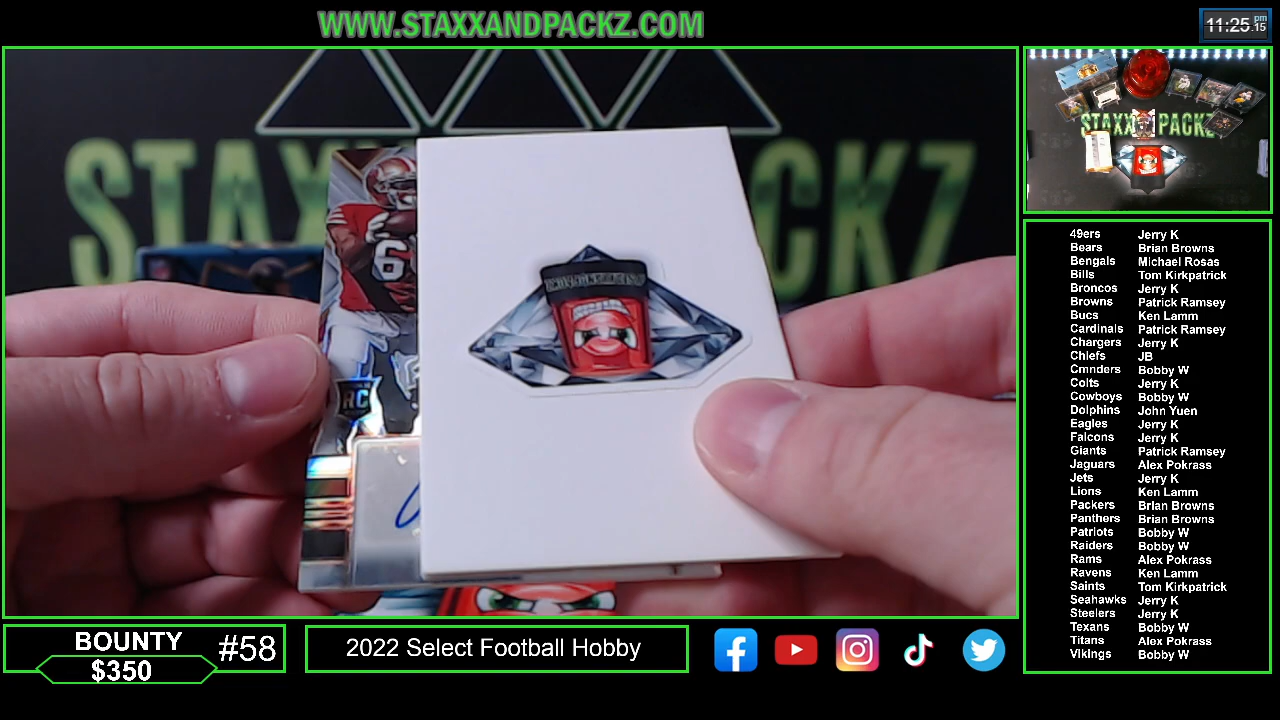 WWW.STAXXANDPACKZ.COM
11:25 pm .15
STAXX PACKZ
STAXX PACKZ
6
RC
49ers Jerry K
Bears Brian Browns
Bengals Michael Rosas
Bills Tom Kirkpatrick
Broncos Jerry K
Browns Patrick Ramsey
Bucs Ken Lamm
Cardinals Patrick Ramsey
Chargers Jerry K
Chiefs JB
Cmnders Bobby W
Colts Jerry K
Cowboys Bobby W
Dolphins John Yuen
Eagles Jerry K
Falcons Jerry K
Giants Patrick Ramsey
Jaguars Alex Pokrass
Jets Jerry K
Lions Ken Lamm
Packers Brian Browns
Panthers Brian Browns
Patriots Bobby W
Raiders Bobby W
Rams Alex Pokrass
Ravens Ken Lamm
Saints Tom Kirkpatrick
Seahawks Jerry K
Steelers Jerry K
Texans Bobby W
Titans Alex Pokrass
Vikings Bobby W
BOUNTY
$350
#58
2022 Select Football Hobby